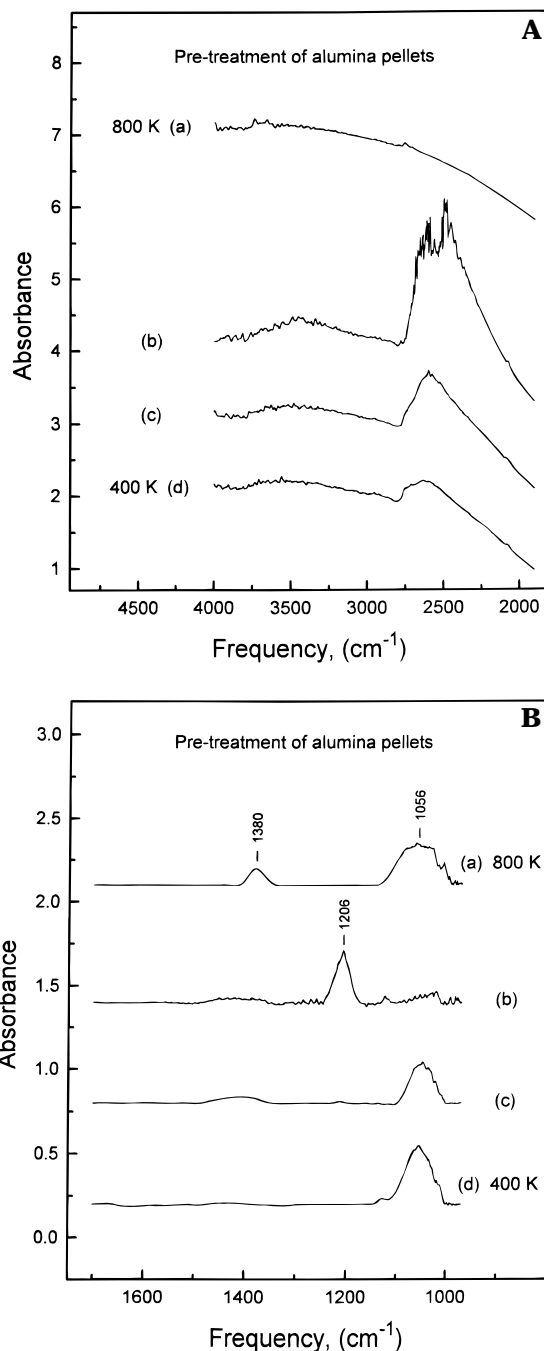 A
Pre-treatment of alumina pellets
8
7
6
5
4
3
2
1
800 K (a)
(b)
(c)
400 K (d)
Absorbance
4500 4000 3500 3000 2500 2000
Frequency, (cm⁻¹)
B
Pre-treatment of alumina pellets
3.0
2.5
2.0
1.5
1.0
0.5
0.0
1380
1056
1206
(a) 800 K
(b)
(c)
(d) 400 K
Absorbance
1600 1400 1200 1000
Frequency, (cm⁻¹)